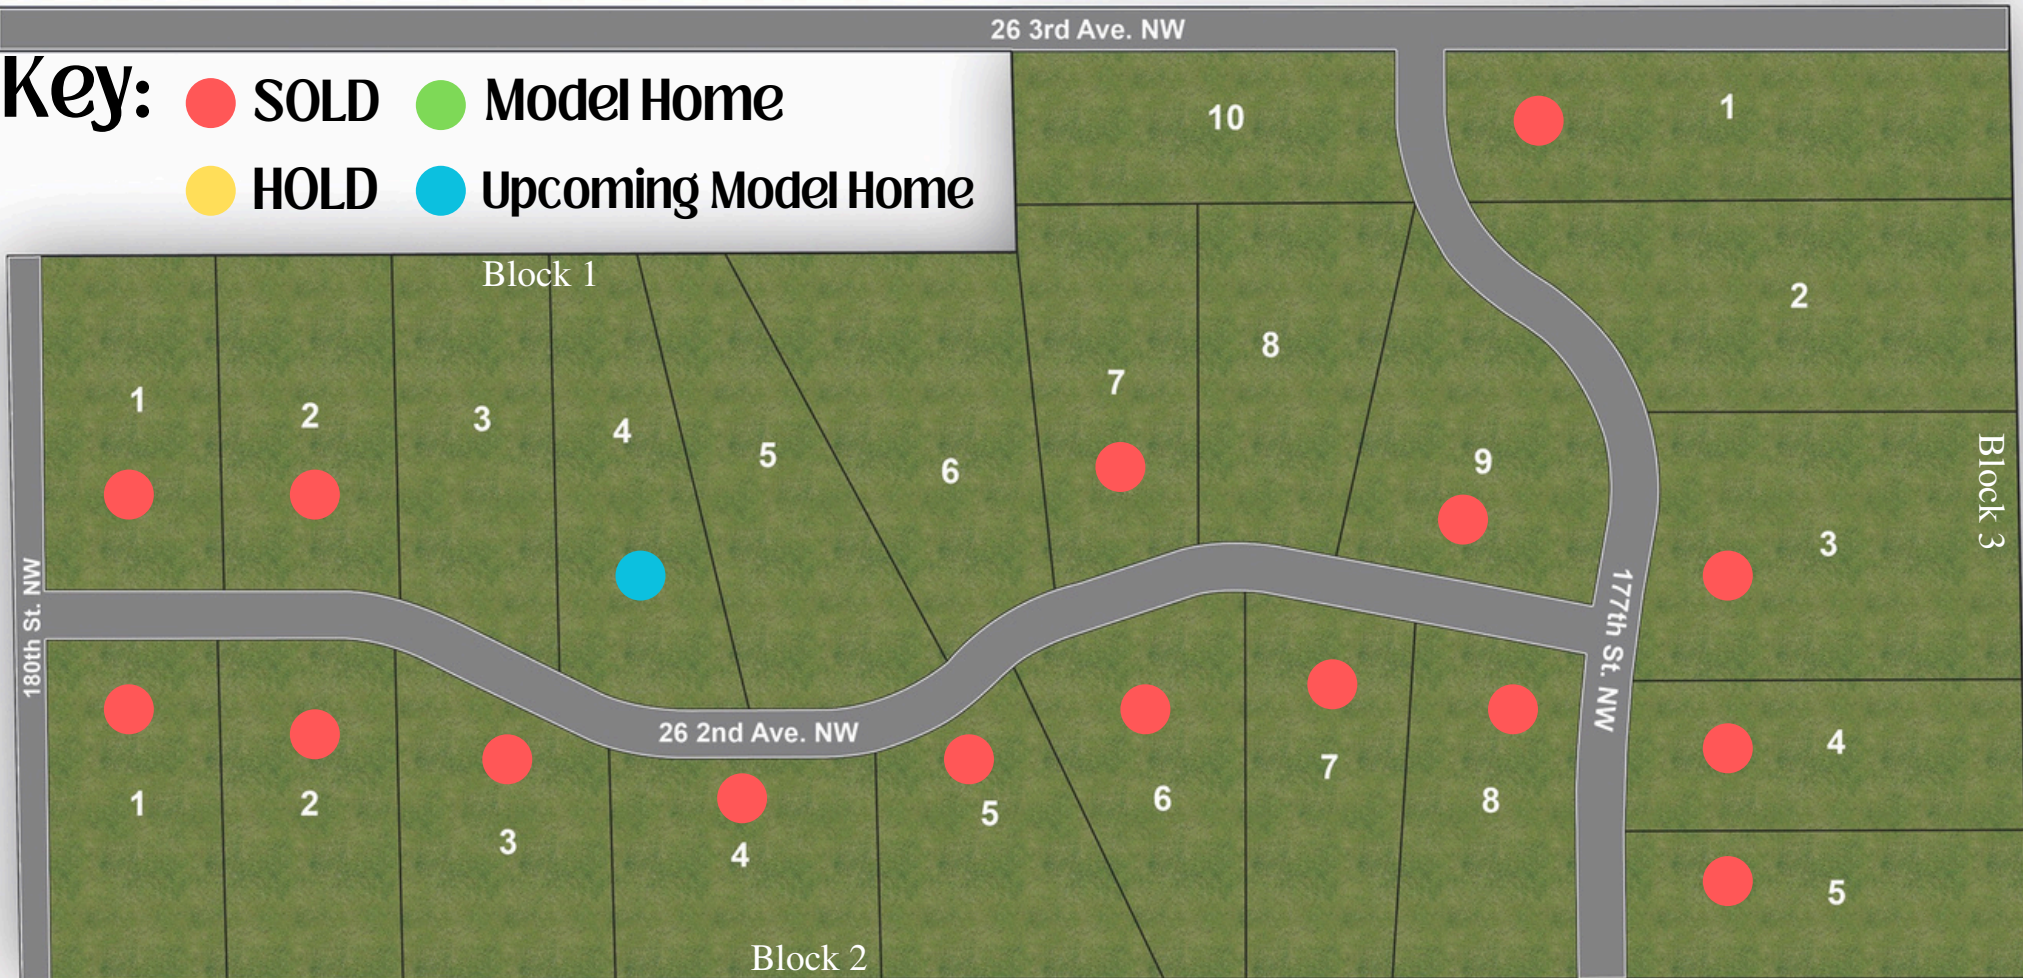 26 3rd Ave. NW
Key:
SOLD
Model Home
HOLD
Upcoming Model Home
10
1
2
Block 1
1
2
3
4
5
6
7
8
9
3
Block 3
180th St. NW
26 2nd Ave. NW
177th St. NW
1
2
3
4
5
6
7
8
4
5
Block 2